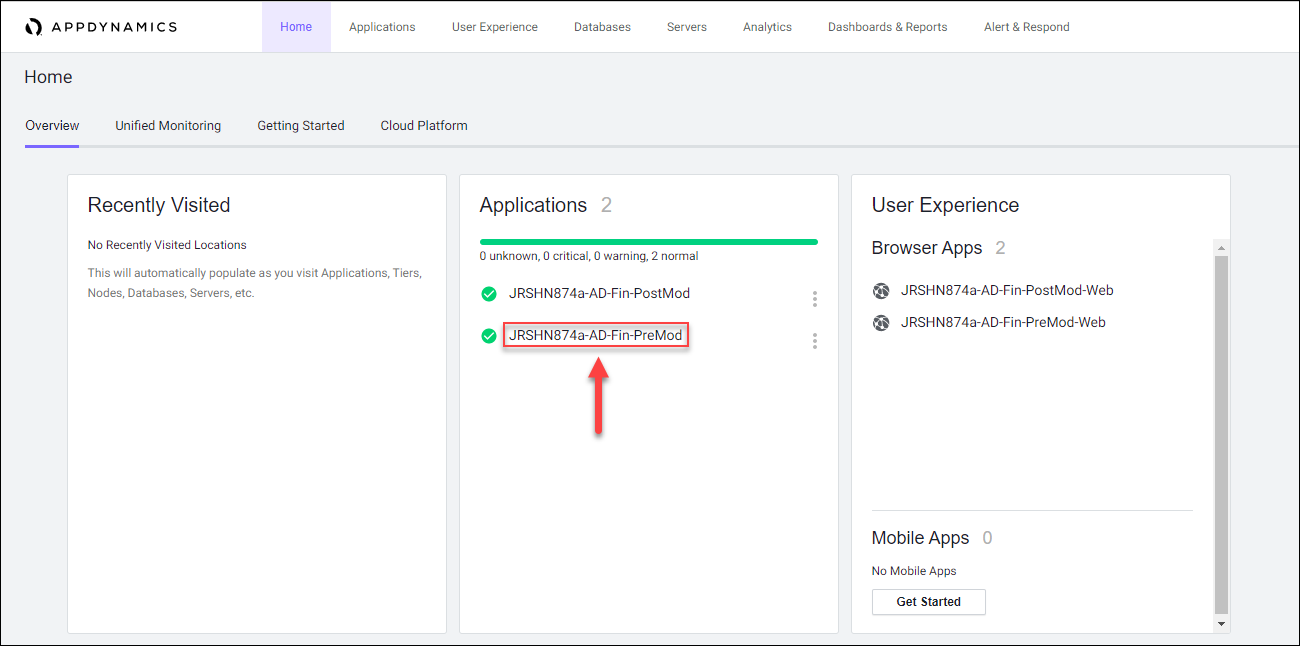 APPDYNAMICS
Home
Applications
User Experience
Databases
Servers
Analytics
Dashboards & Reports
Alert & Respond
Home
Overview
Unified Monitoring
Getting Started
Cloud Platform
Recently Visited
No Recently Visited Locations
This will automatically populate as you visit Applications, Tiers,
Nodes, Databases, Servers, etc.
Applications 2
0 unknown, 0 critical, 0 warning, 2 normal
JRSHN874a-AD-Fin-PostMod
JRSHN874a-AD-Fin-PreMod
User Experience
Browser Apps 2
JRSHN874a-AD-Fin-PostMod-Web
JRSHN874a-AD-Fin-PreMod-Web
Mobile Apps 0
No Mobile Apps
Get Started